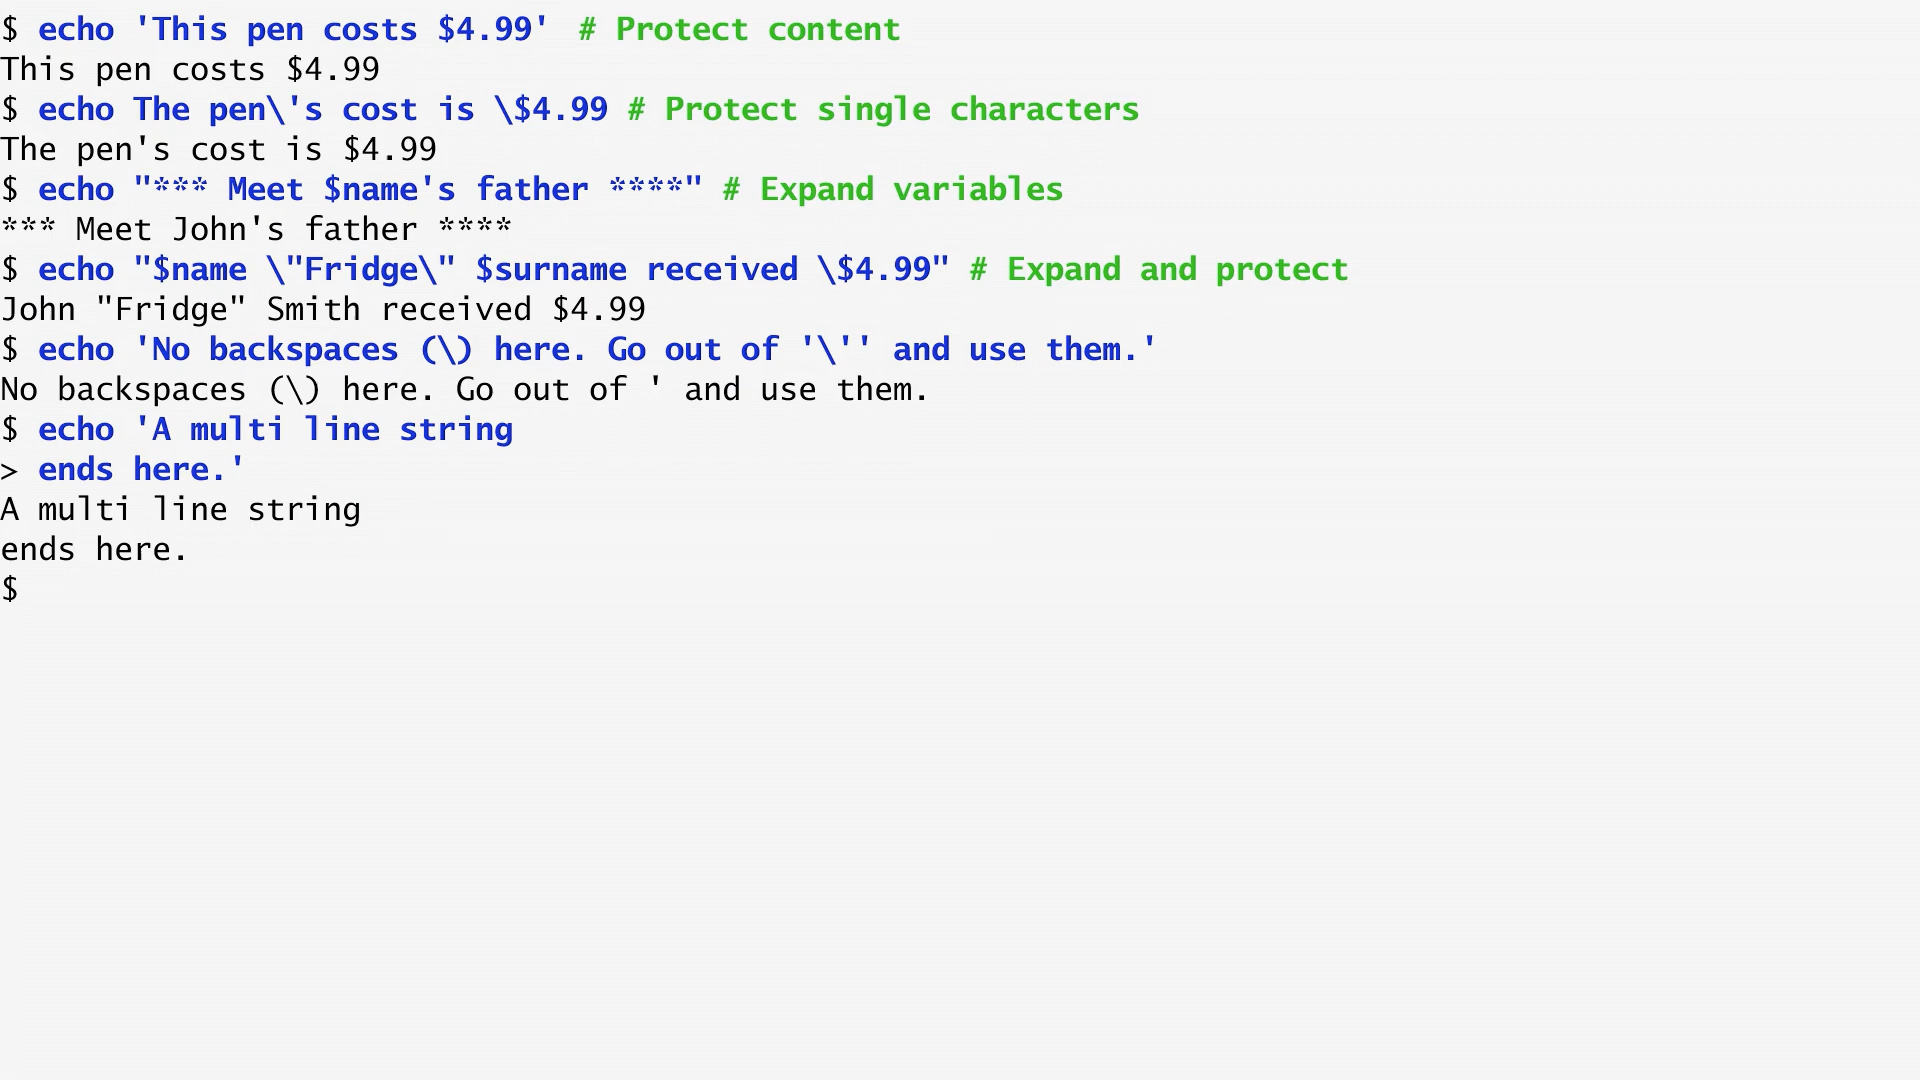 $ echo 'This pen costs $4.99'  # Protect content
This pen costs $4.99
$ echo The pen\'s cost is \$4.99 # Protect single characters
The pen's cost is $4.99
$ echo "*** Meet $name's father ****" # Expand variables
*** Meet John's father ****
$ echo "$name \"Fridge\" $surname received \$4.99" # Expand and protect
John "Fridge" Smith received $4.99
$ echo 'No backspaces (\) here. Go out of '\'' and use them.'
No backspaces (\) here. Go out of ' and use them.
$ echo 'A multi line string
> ends here.'
A multi line string
ends here.
$